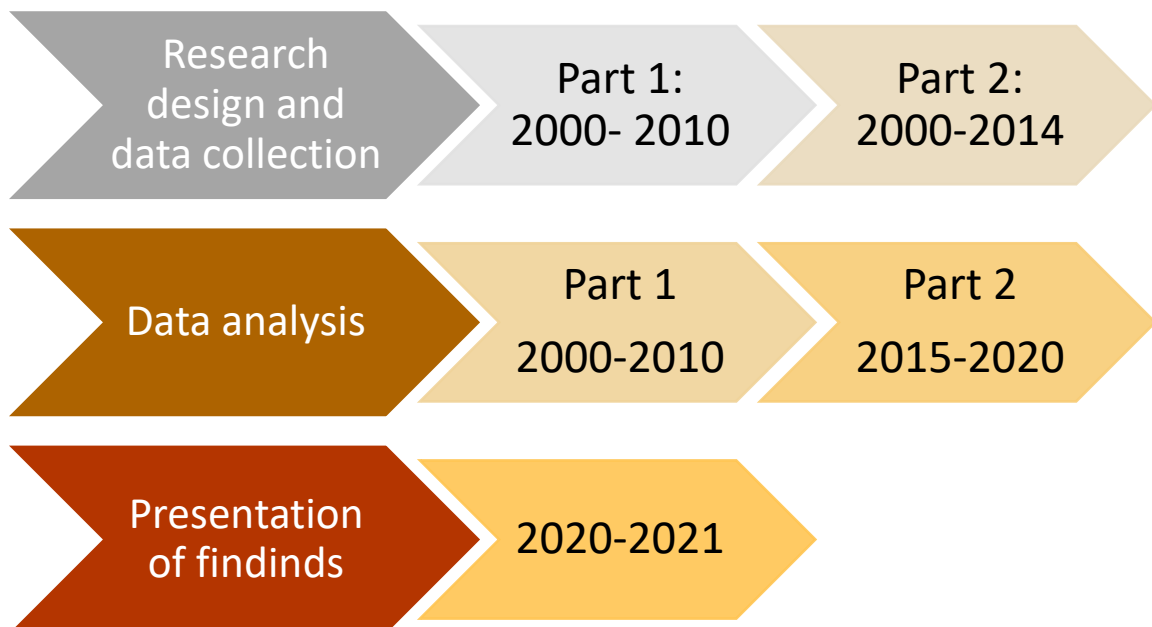 Research
design and
data collection
Part 1:
2000- 2010
Part 2:
2000-2014
Data analysis
Part 1
2000-2010
Part 2
2015-2020
Presentation
of findinds
2020-2021